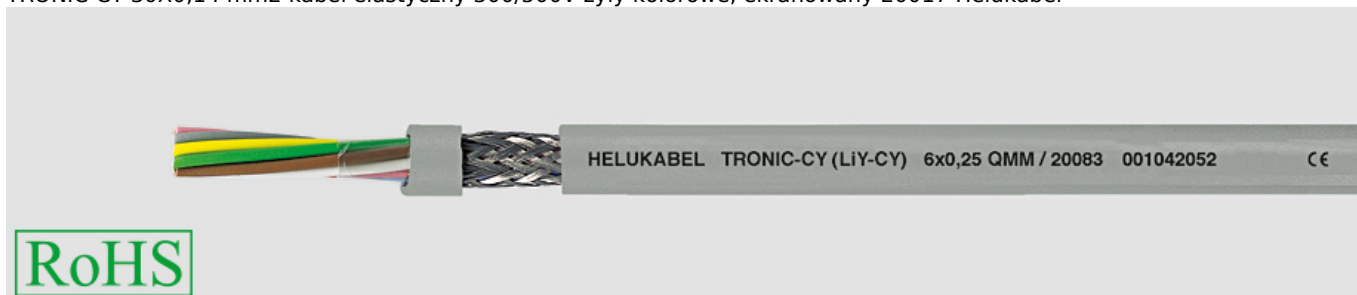 HELUKABEL TRONIC-CY (LiY-CY) 6x0,25 QMM / 20083 001042052 CE
RoHS